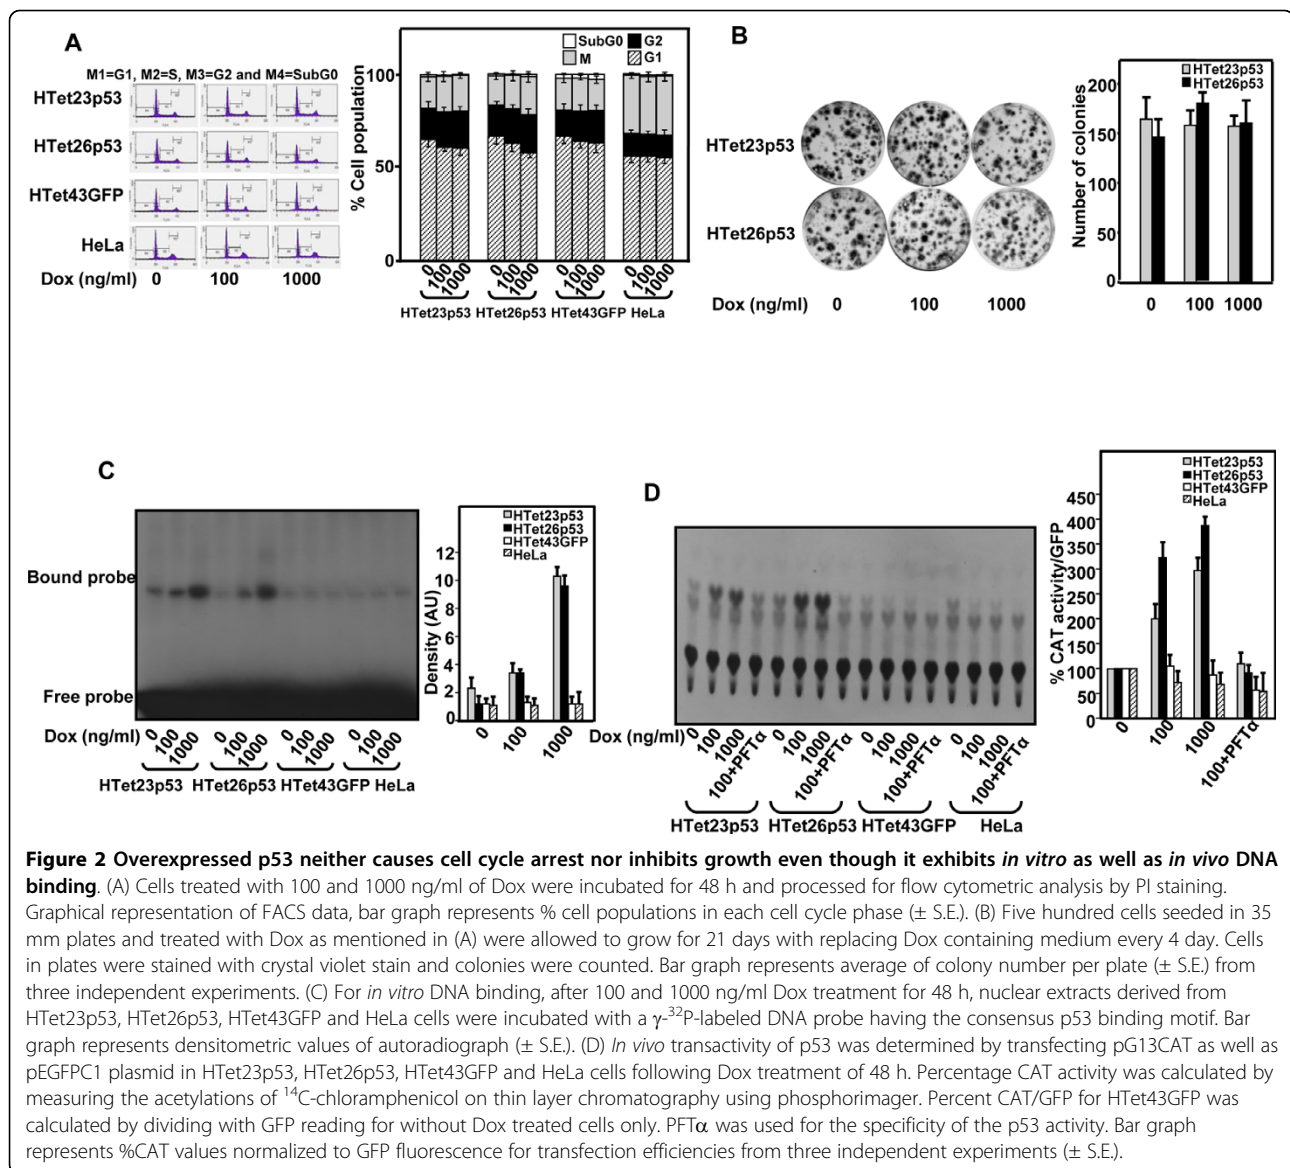 A
M1=G1, M2=S, M3=G2 and M4=SubG0
HTet23p53
HTet26p53
HTet43GFP
HeLa
Dox (ng/ml) 0 100 1000
SubG0 G2
M G1
% Cell population
100
50
0
0 100 1000 0 100 1000 0 100 1000 0 100 1000
HTet23p53 HTet26p53 HTet43GFP HeLa
B
HTet23p53
HTet26p53
Dox (ng/ml) 0 100 1000
HTet23p53
HTet26p53
Number of colonies
200
150
100
50
0
0 100 1000
C
Bound probe
Free probe
Dox (ng/ml) 0 100 1000 0 100 1000 0 100 1000 0 100 1000
HTet23p53 HTet26p53 HTet43GFP HeLa
HTet23p53
HTet26p53
HTet43GFP
HeLa
Density (AU)
12
10
8
6
4
2
0
0 100 1000
D
Dox (ng/ml) 0 100 1000 100+PFTα 0 100 1000 100+PFTα 0 100 1000 100+PFTα 0 100 1000 100+PFTα
HTet23p53 HTet26p53 HTet43GFP HeLa
HTet23p53
HTet26p53
HTet43GFP
HeLa
% CAT activity/GFP
450
400
350
300
250
200
150
100
50
0
0 100 1000 100+PFTα
Figure 2 Overexpressed p53 neither causes cell cycle arrest nor inhibits growth even though it exhibits in vitro as well as in vivo DNA
binding. (A) Cells treated with 100 and 1000 ng/ml of Dox were incubated for 48 h and processed for flow cytometric analysis by PI staining.
Graphical representation of FACS data, bar graph represents % cell populations in each cell cycle phase (± S.E.). (B) Five hundred cells seeded in 35
mm plates and treated with Dox as mentioned in (A) were allowed to grow for 21 days with replacing Dox containing medium every 4 day. Cells
in plates were stained with crystal violet stain and colonies were counted. Bar graph represents average of colony number per plate (± S.E.) from
three independent experiments. (C) For in vitro DNA binding, after 100 and 1000 ng/ml Dox treatment for 48 h, nuclear extracts derived from
HTet23p53, HTet26p53, HTet43GFP and HeLa cells were incubated with a γ-³²P-labeled DNA probe having the consensus p53 binding motif. Bar
graph represents densitometric values of autoradiograph (± S.E.). (D) In vivo transactivity of p53 was determined by transfecting pG13CAT as well as
pEGFPC1 plasmid in HTet23p53, HTet26p53, HTet43GFP and HeLa cells following Dox treatment of 48 h. Percentage CAT activity was calculated by
measuring the acetylations of ¹⁴C-chloramphenicol on thin layer chromatography using phosphorimager. Percent CAT/GFP for HTet43GFP was
calculated by dividing with GFP reading for without Dox treated cells only. PFTα was used for the specificity of the p53 activity. Bar graph
represents %CAT values normalized to GFP fluorescence for transfection efficiencies from three independent experiments (± S.E.).